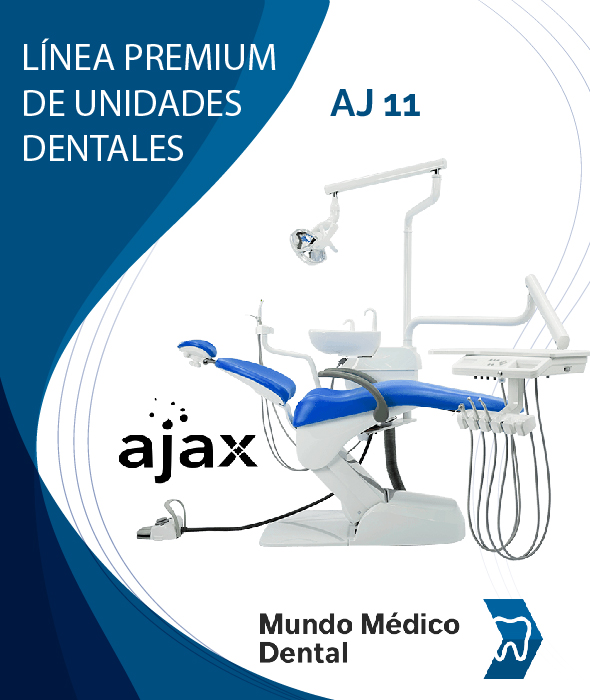 LÍNEA PREMIUM
DE UNIDADES
DENTALES
AJ 11
ajax
Mundo Médico
Dental